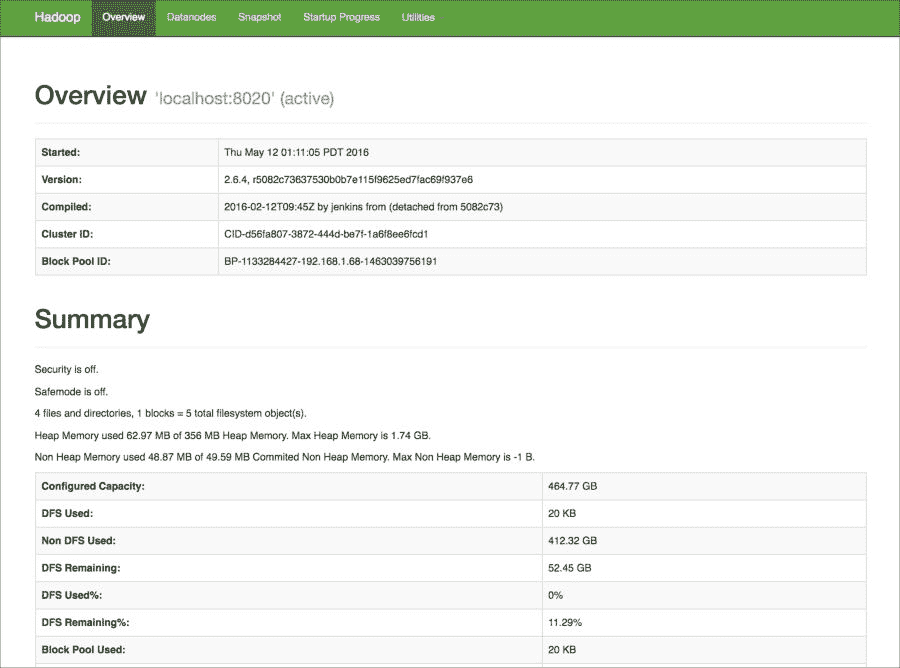 Hadoop Overview Datanodes Snapshot Startup Progress Utilities
Overview 'localhost:8020' (active)
Started: Thu May 12 01:11:05 PDT 2016
Version: 2.6.4, r5082c73637530b0b7e115f9625ed7fac69f937e6
Compiled: 2016-02-12T09:45Z by jenkins from (detached from 5082c73)
Cluster ID: CID-d56fa807-3872-444d-be7f-1a6f8ee6fcd1
Block Pool ID: BP-1133284427-192.168.1.68-1463039756191
Summary
Security is off.
Safemode is off.
4 files and directories, 1 blocks = 5 total filesystem object(s).
Heap Memory used 62.97 MB of 356 MB Heap Memory. Max Heap Memory is 1.74 GB.
Non Heap Memory used 48.87 MB of 49.59 MB Commited Non Heap Memory. Max Non Heap Memory is -1 B.
Configured Capacity: 464.77 GB
DFS Used: 20 KB
Non DFS Used: 412.32 GB
DFS Remaining: 52.45 GB
DFS Used%: 0%
DFS Remaining%: 11.29%
Block Pool Used: 20 KB